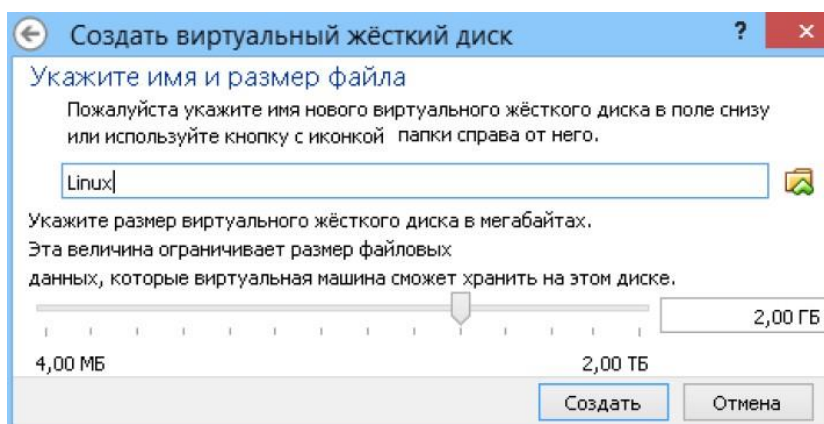 Создать виртуальный жёсткий диск ? ×
Укажите имя и размер файла
Пожалуйста укажите имя нового виртуального жёсткого диска в поле снизу
или используйте кнопку с иконкой папки справа от него.
Linux
Укажите размер виртуального жёсткого диска в мегабайтах.
Эта величина ограничивает размер файловых
данных, которые виртуальная машина сможет хранить на этом диске.
2,00 ГБ
4,00 МБ 2,00 ТБ
Создать Отмена